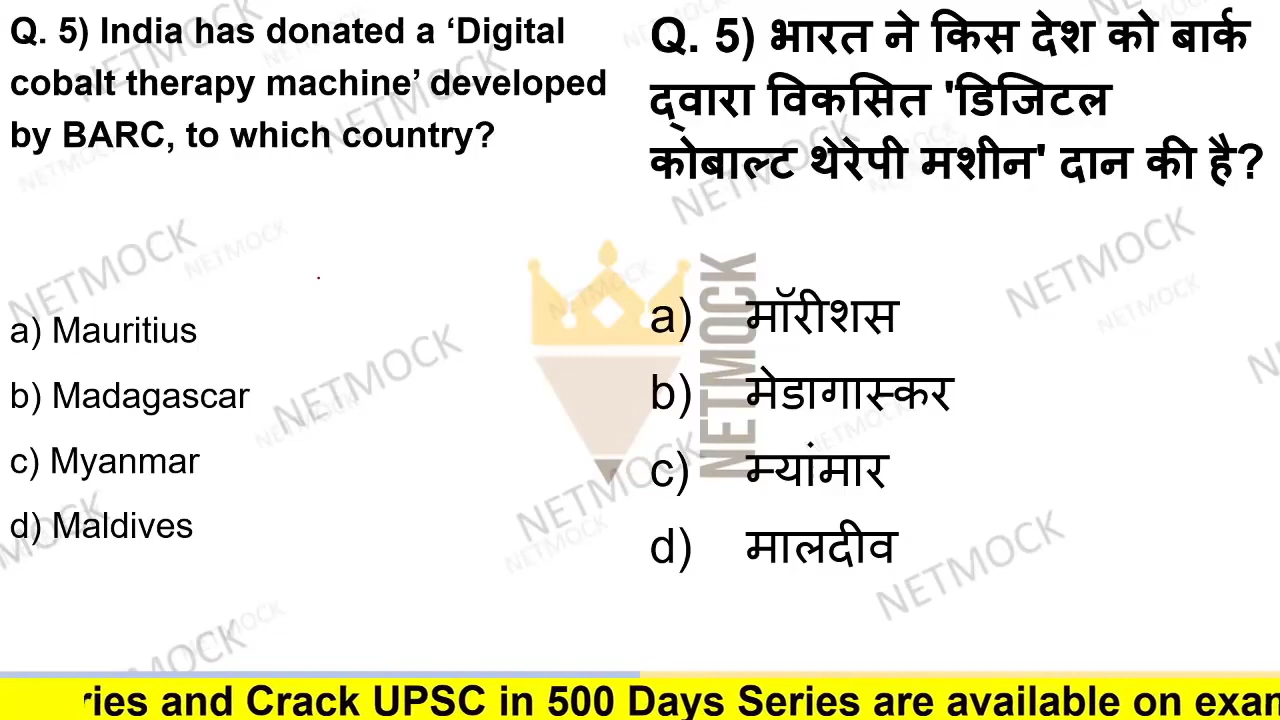 Q. 5) India has donated a ‘Digital
cobalt therapy machine’ developed
by BARC, to which country?
a) Mauritius
b) Madagascar
c) Myanmar
d) Maldives
Q. 5) भारत ने किस देश को बार्क
द्वारा विकसित 'डिजिटल
कोबाल्ट थेरेपी मशीन' दान की है?
a) मॉरीशस
b) मेडागास्कर
c) म्यांमार
d) मालदीव
NETMOCK
ries and Crack UPSC in 500 Days Series are available on exar